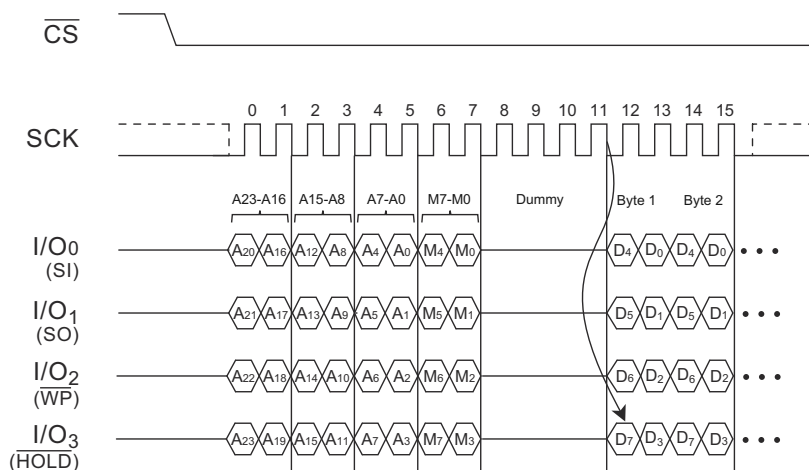 CS
0 1 2 3 4 5 6 7 8 9 10 11 12 13 14 15
SCK
A23-A16 A15-A8 A7-A0 M7-M0 Dummy Byte 1 Byte 2
I/O0 A20 A16 A12 A8 A4 A0 M4 M0 D4 D0 D4 D0 • • •
(SI)
I/O1 A21 A17 A13 A9 A5 A1 M5 M1 D5 D1 D5 D1 • • •
(SO)
I/O2 A22 A18 A14 A10 A6 A2 M6 M2 D6 D2 D6 D2 • • •
(WP)
I/O3 A23 A19 A15 A11 A7 A3 M7 M3 D7 D3 D7 D3 • • •
(HOLD)